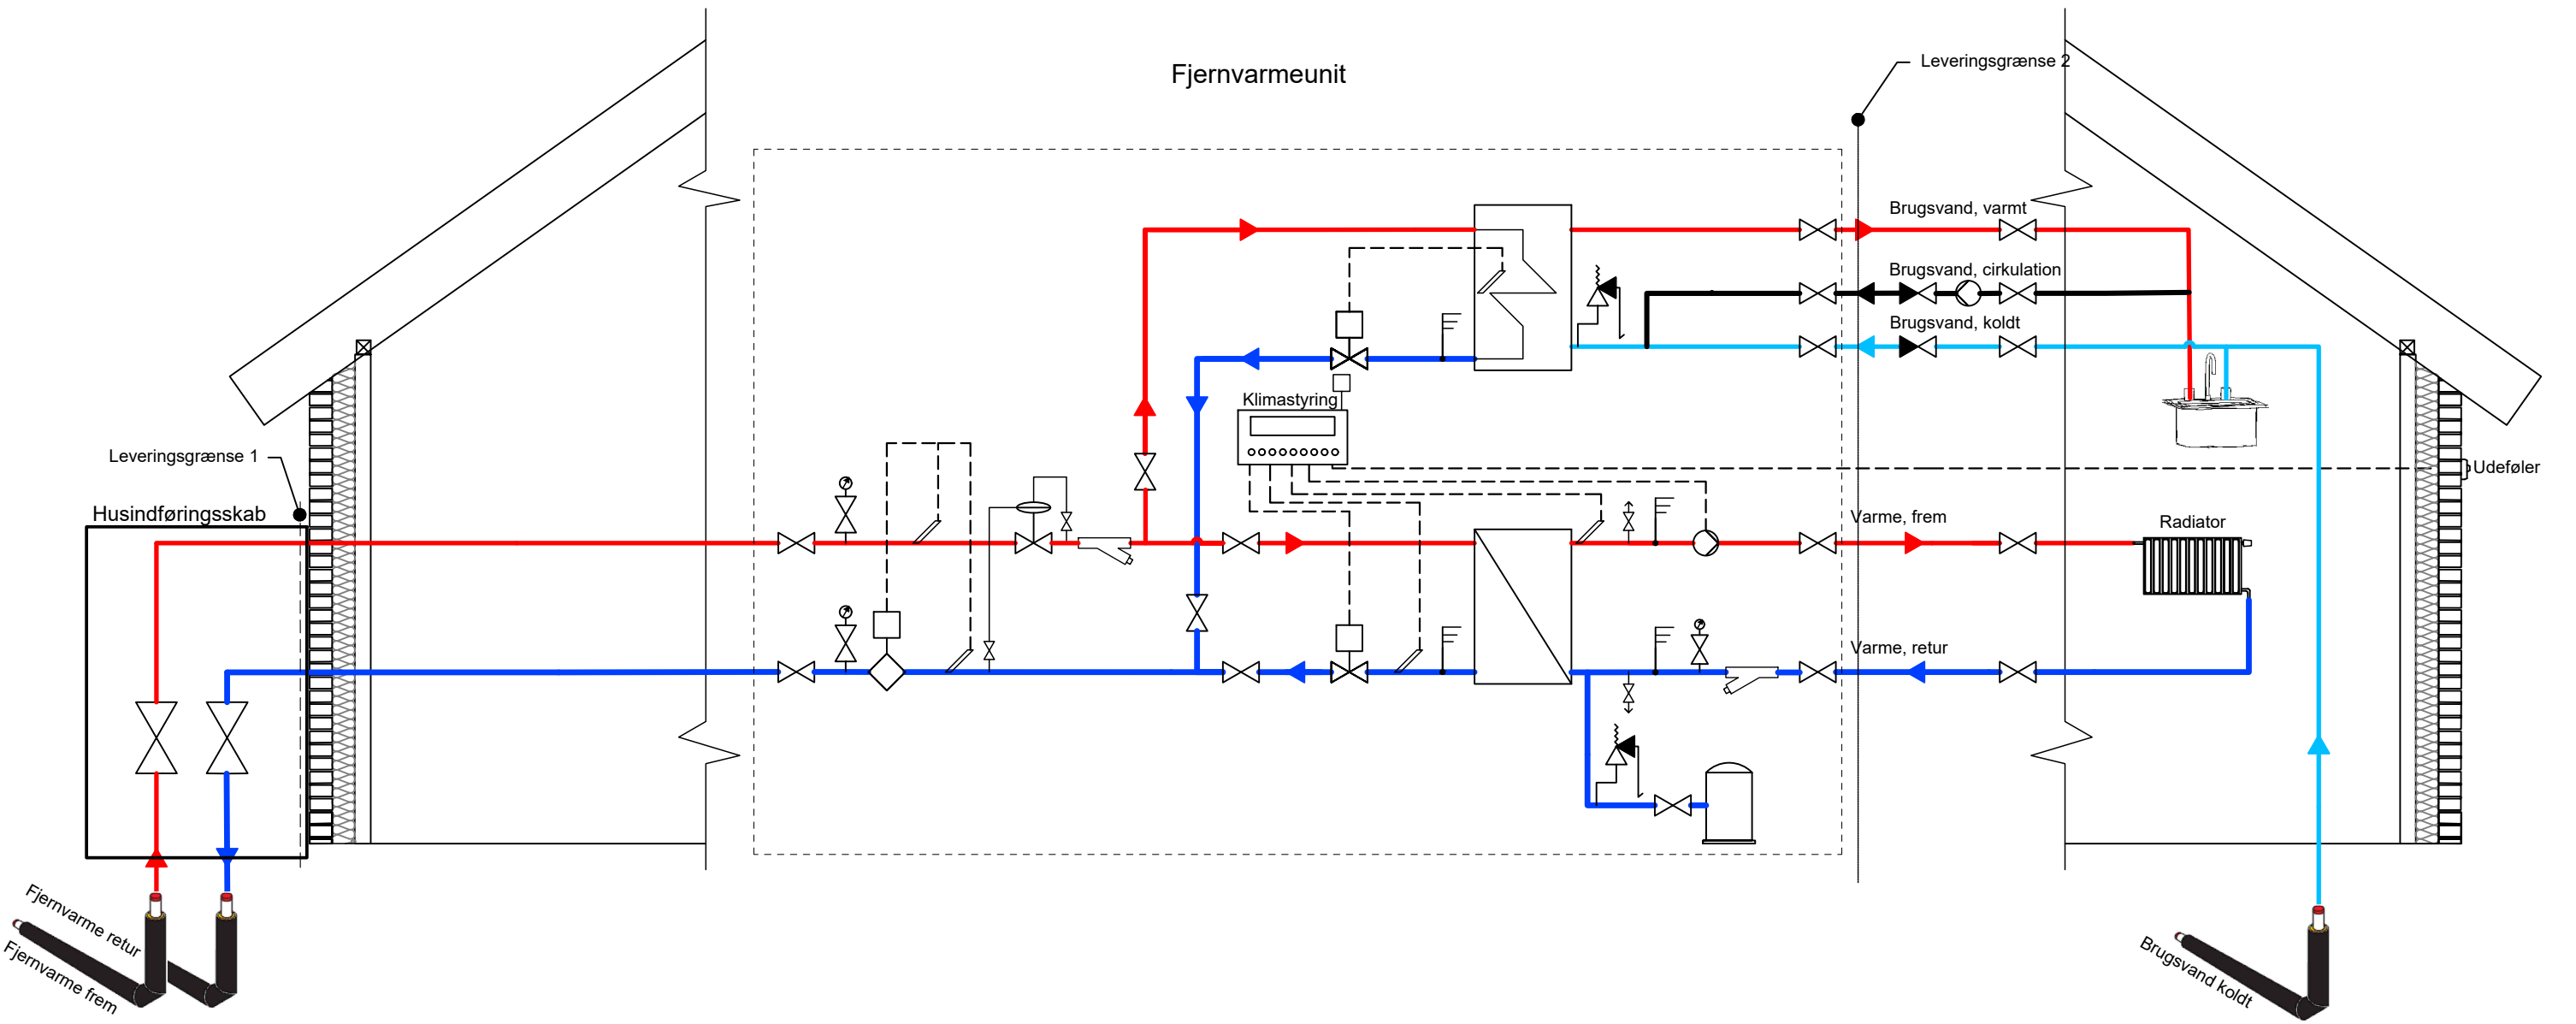 Fjernvarmeunit
Leveringsgrænse 2
Brugsvand, varmt
Brugsvand, cirkulation
Brugsvand, koldt
Klimastyring
Leveringsgrænse 1
Udeføler
Husindføringsskab
Varme, frem
Radiator
Varme, retur
Fjernvarme retur
Fjernvarme frem
Brugsvand koldt